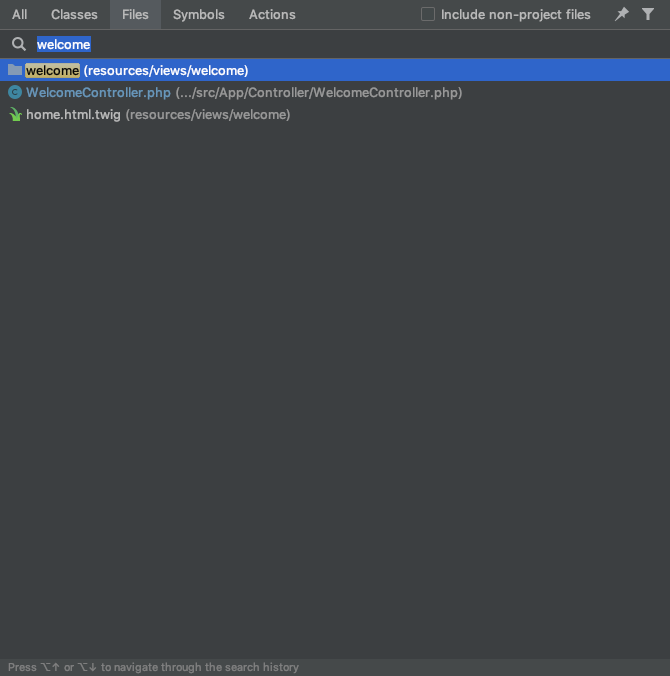 All Classes Files Symbols Actions Include non-project files
welcome
welcome (resources/views/welcome)
C WelcomeController.php (.../src/App/Controller/WelcomeController.php)
home.html.twig (resources/views/welcome)
Press ⌥↑ or ⌥↓ to navigate through the search history